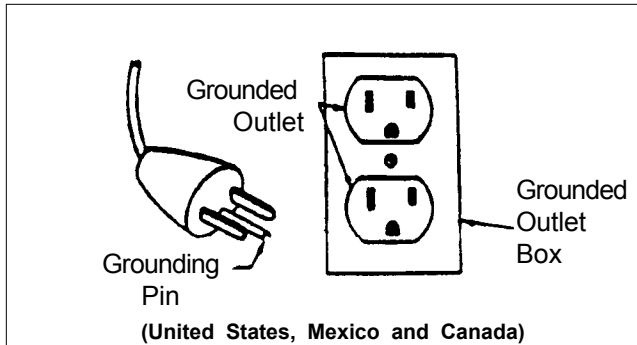 Grounded
Outlet
Grounded
Outlet
Box
Grounding
Pin
(United States, Mexico and Canada)